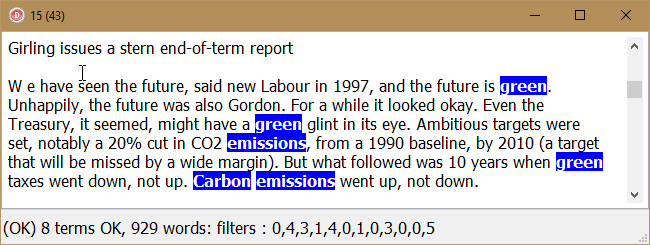 15 (43)
Girling issues a stern end-of-term report
W e have seen the future, said new Labour in 1997, and the future is green.
Unhappily, the future was also Gordon. For a while it looked okay. Even the
Treasury, it seemed, might have a green glint in its eye. Ambitious targets were
set, notably a 20% cut in CO2 emissions, from a 1990 baseline, by 2010 (a target
that will be missed by a wide margin). But what followed was 10 years when green
taxes went down, not up. Carbon emissions went up, not down.
(OK) 8 terms OK, 929 words: filters : 0,4,3,1,4,0,1,0,3,0,0,5